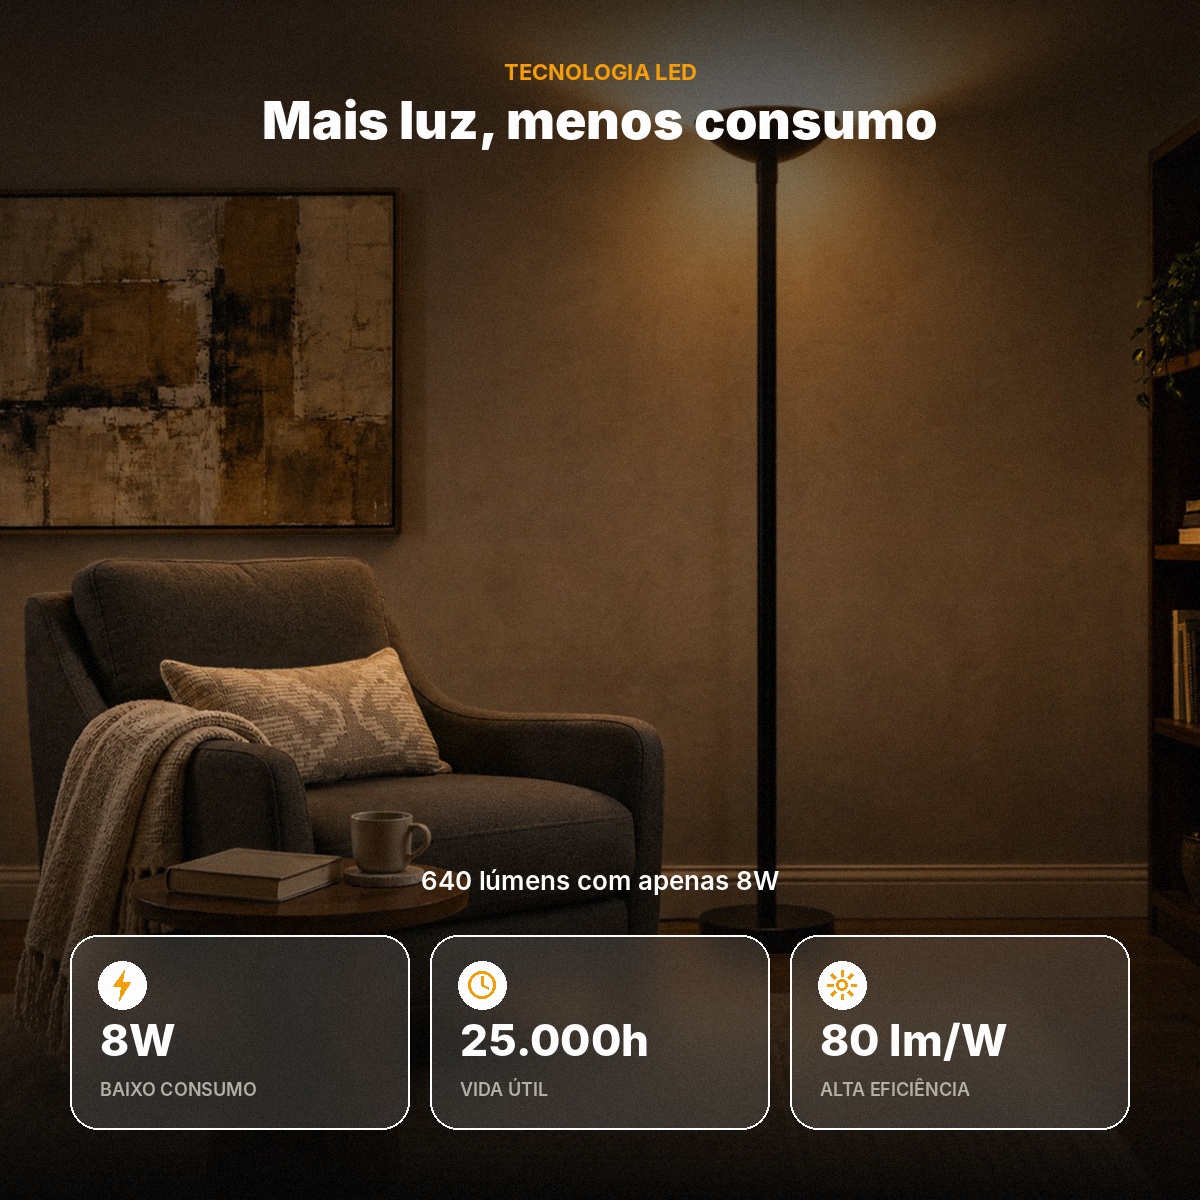 TECNOLOGIA LED
Mais luz, menos consumo
640 lúmens com apenas 8W
8W
BAIXO CONSUMO
25.000h
VIDA ÚTIL
80 lm/W
ALTA EFICIÊNCIA